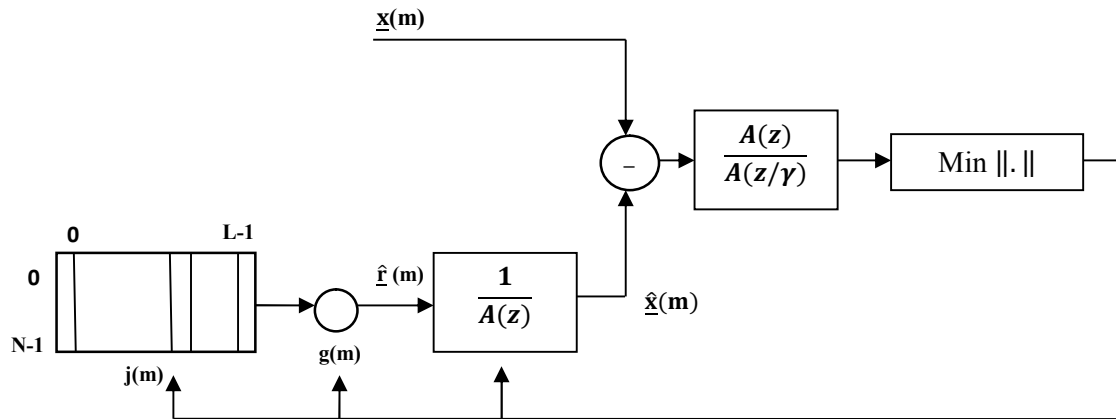 x(m)
A(z)
A(z/γ)
−
Min ‖. ‖
0
L-1
0
r̂ (m)
1
A(z)
x̂(m)
N-1
j(m)
g(m)